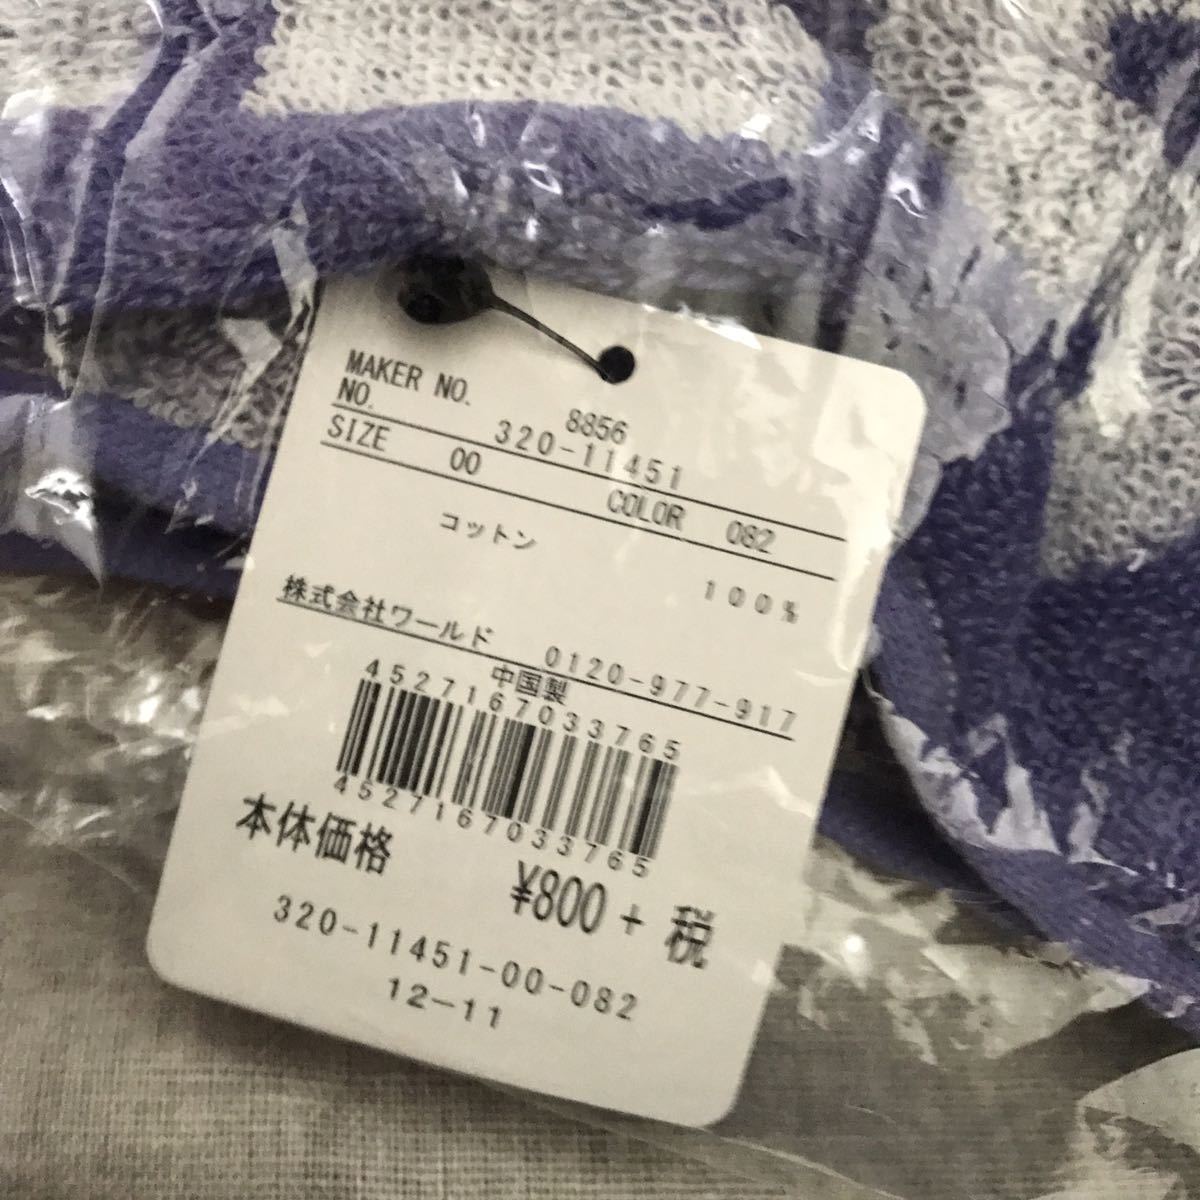 MAKER NO. 8856
NO. 320-11451
SIZE 00 COLOR 082
コットン 100%
株式会社ワールド 0120-977-917
中国製
4527167033765
4527167033765
本体価格 ¥800 + 税
320-11451-00-082
12-11